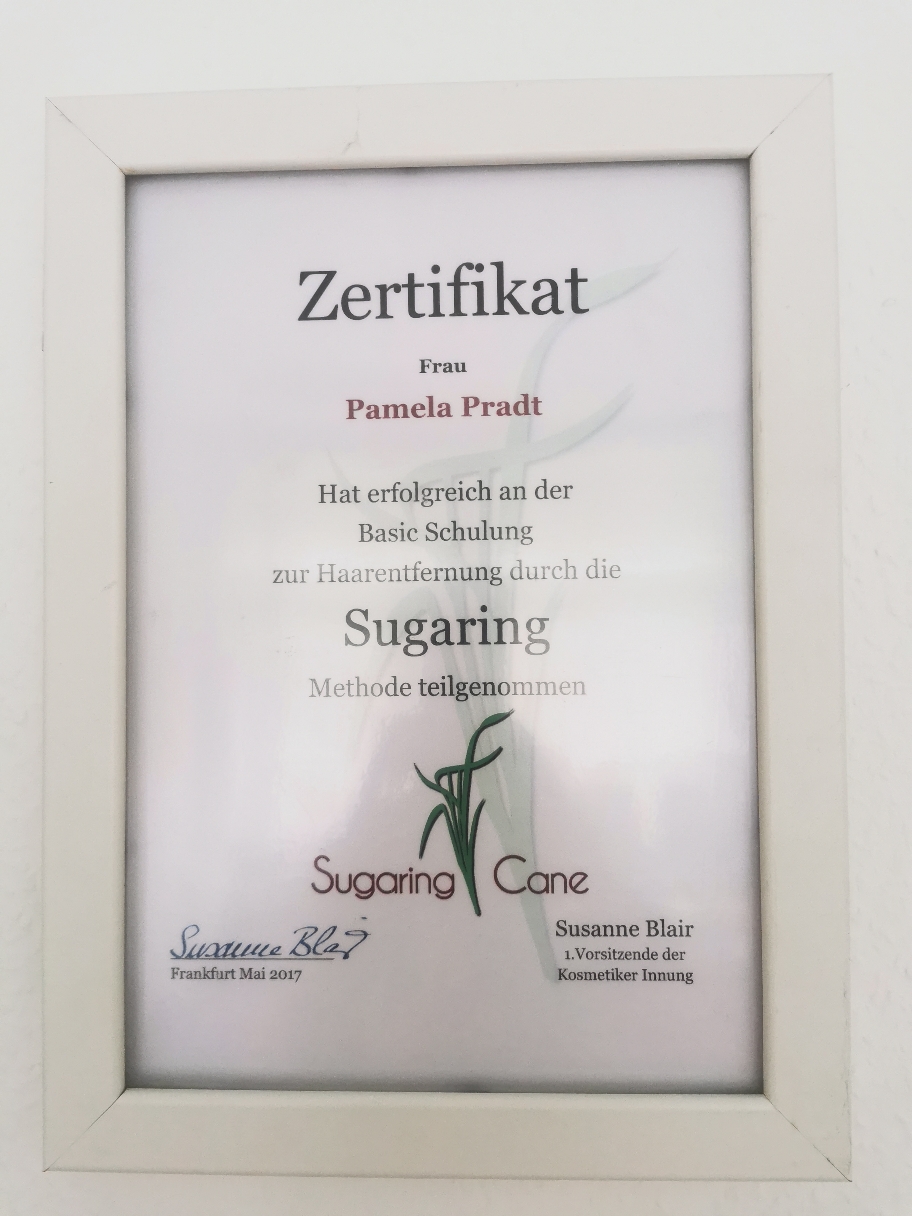 Zertifikat
Frau
Pamela Pradt
Hat erfolgreich an der
Basic Schulung
zur Haarentfernung durch die
Sugaring
Methode teilgenommen
Sugaring Cane
Susanne Blair
Frankfurt Mai 2017
Susanne Blair
1.Vorsitzende der
Kosmetiker Innung